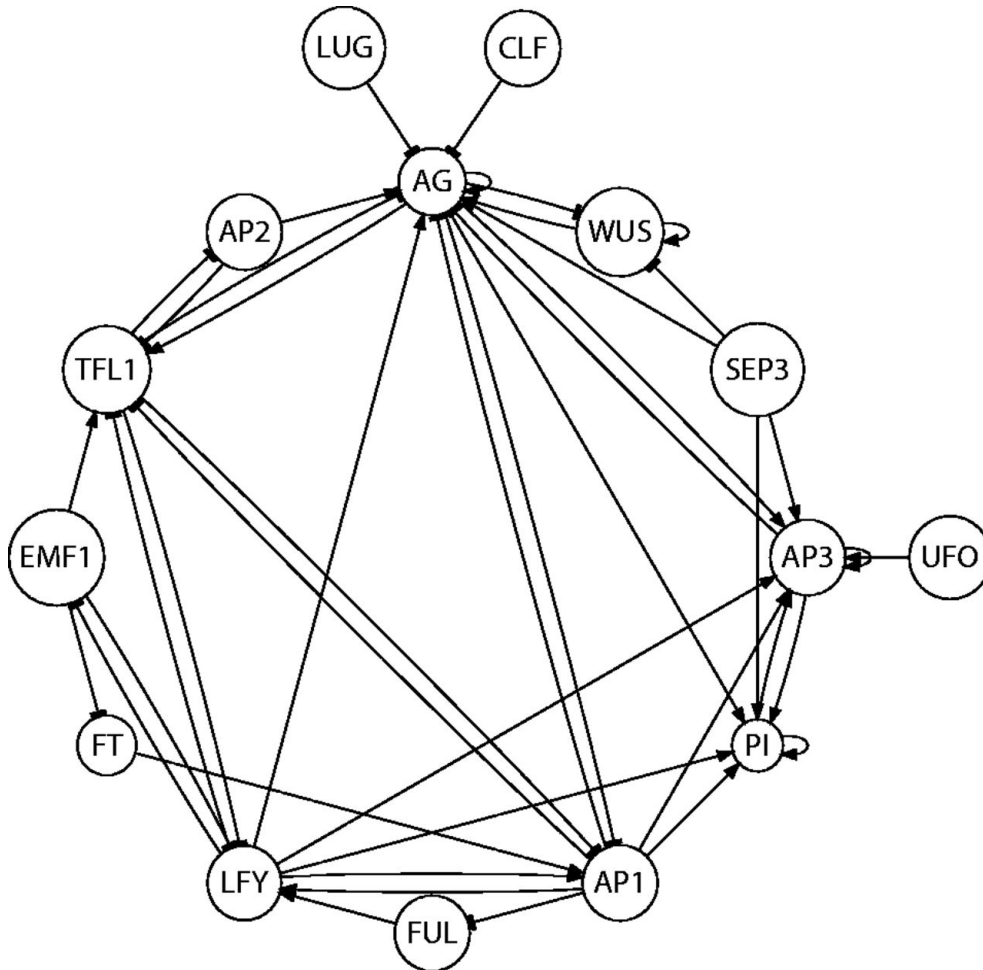 LUG
CLF
AG
AP2
WUS
TFL1
SEP3
EMF1
AP3
UFO
FT
PI
LFY
AP1
FUL